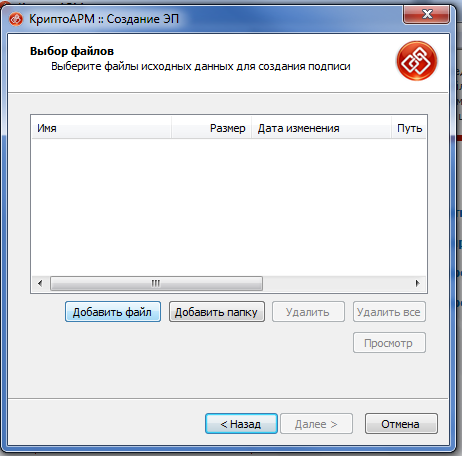 КриптоАРМ :: Создание ЭП
Выбор файлов
Выберите файлы исходных данных для создания подписи
Имя Размер Дата изменения Путь
Добавить файл Добавить папку Удалить Удалить все
Просмотр
< Назад Далее > Отмена